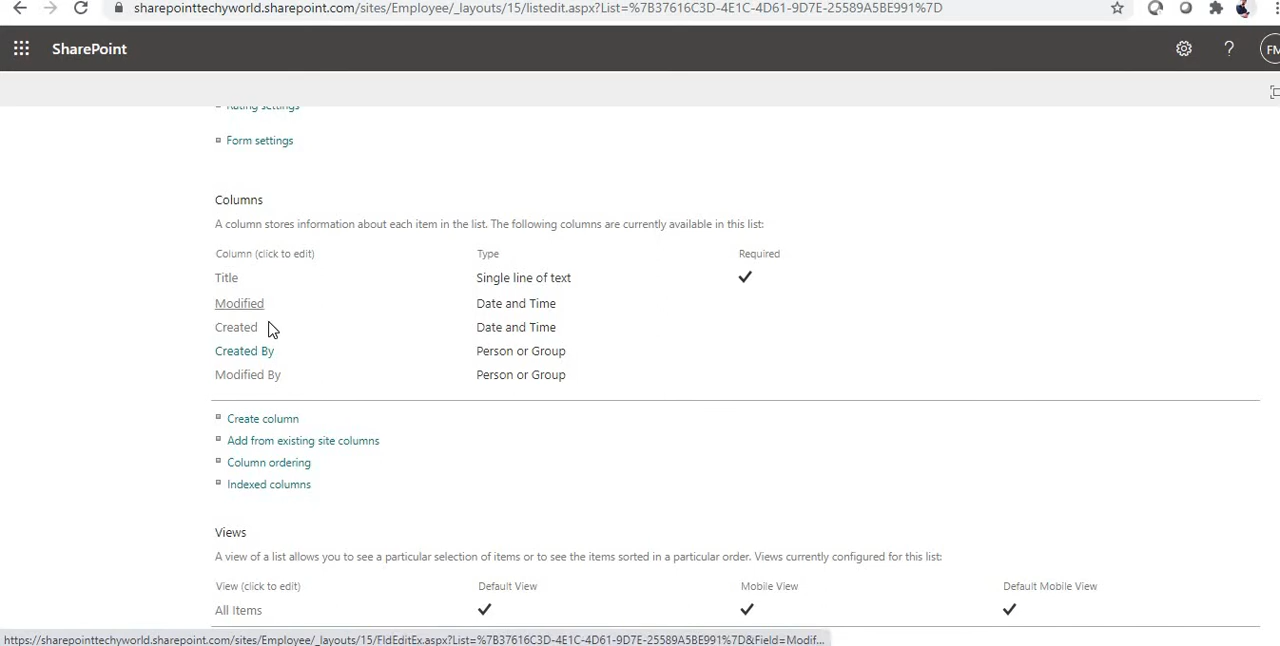 sharepointtechyworld.sharepoint.com/sites/Employee/_layouts/15/listedit.aspx?List=%7B37616C3D-4E1C-4D61-9D7E-25589A5BE991%7D
SharePoint
? FM
Rating settings
Form settings
Columns
A column stores information about each item in the list. The following columns are currently available in this list:
Column (click to edit) Type Required
Title Single line of text
Modified Date and Time
Created Date and Time
Created By Person or Group
Modified By Person or Group
Create column
Add from existing site columns
Column ordering
Indexed columns
Views
A view of a list allows you to see a particular selection of items or to see the items sorted in a particular order. Views currently configured for this list:
View (click to edit) Default View Mobile View Default Mobile View
All Items
https://sharepointtechyworld.sharepoint.com/sites/Employee/_layouts/15/FldEditEx.aspx?List=%7B37616C3D-4E1C-4D61-9D7E-25589A5BE991%7D&Field=Modif...